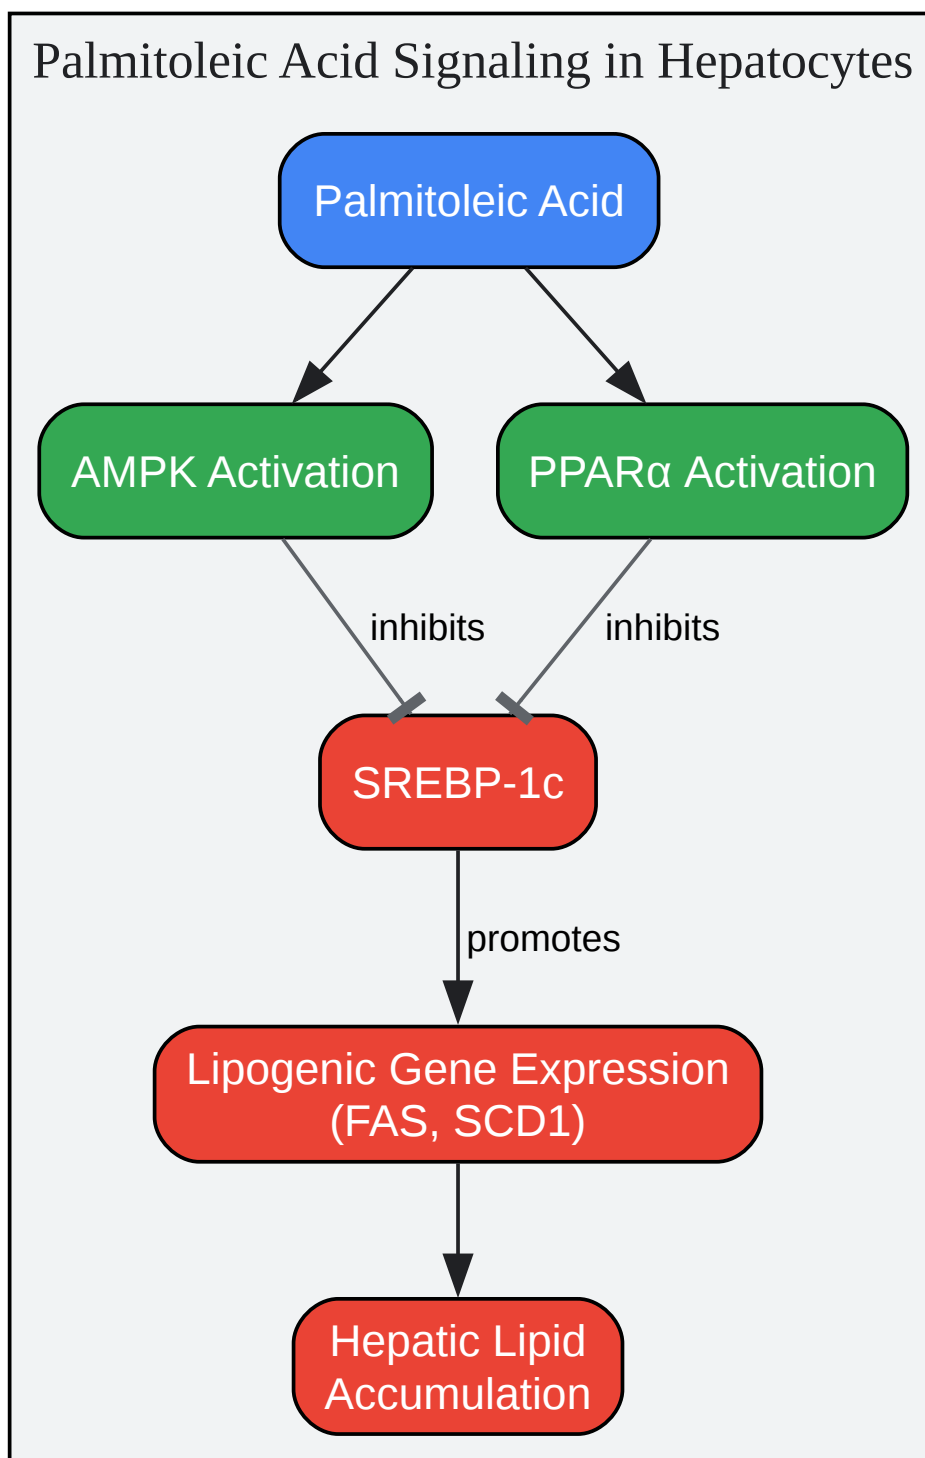 Palmitoleic Acid Signaling in Hepatocytes
Palmitoleic Acid
AMPK Activation
PPARα Activation
inhibits
inhibits
SREBP-1c
promotes
Lipogenic Gene Expression
(FAS, SCD1)
Hepatic Lipid
Accumulation